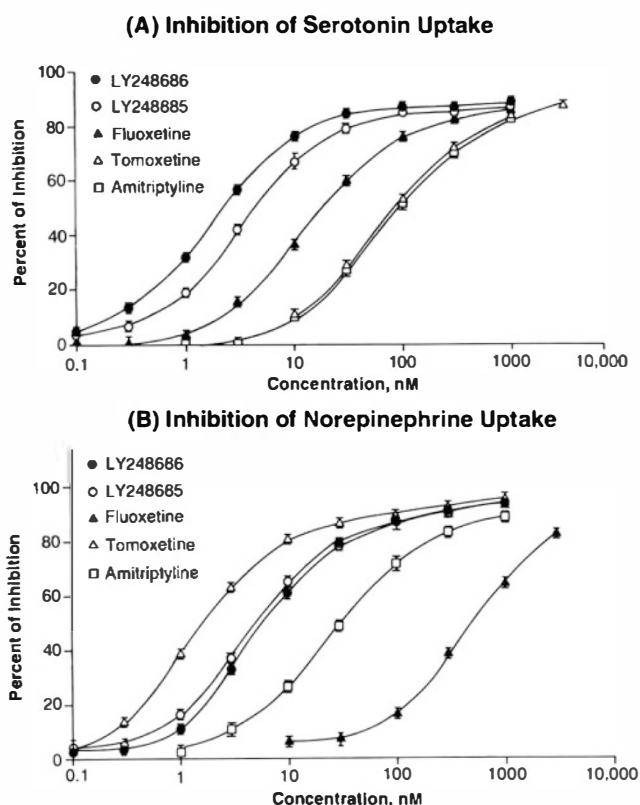 (A) Inhibition of Serotonin Uptake
100
80
60
40
20
0
Percent of Inhibition
LY248686
LY248685
Fluoxetine
Tomoxetine
Amitriptyline
0.1 1 10 100 1000 10,000
Concentration, nM
(B) Inhibition of Norepinephrine Uptake
100
80
60
40
20
0
Percent of Inhibition
LY248686
LY248685
Fluoxetine
Tomoxetine
Amitriptyline
0.1 1 10 100 1000 10,000
Concentration, nM